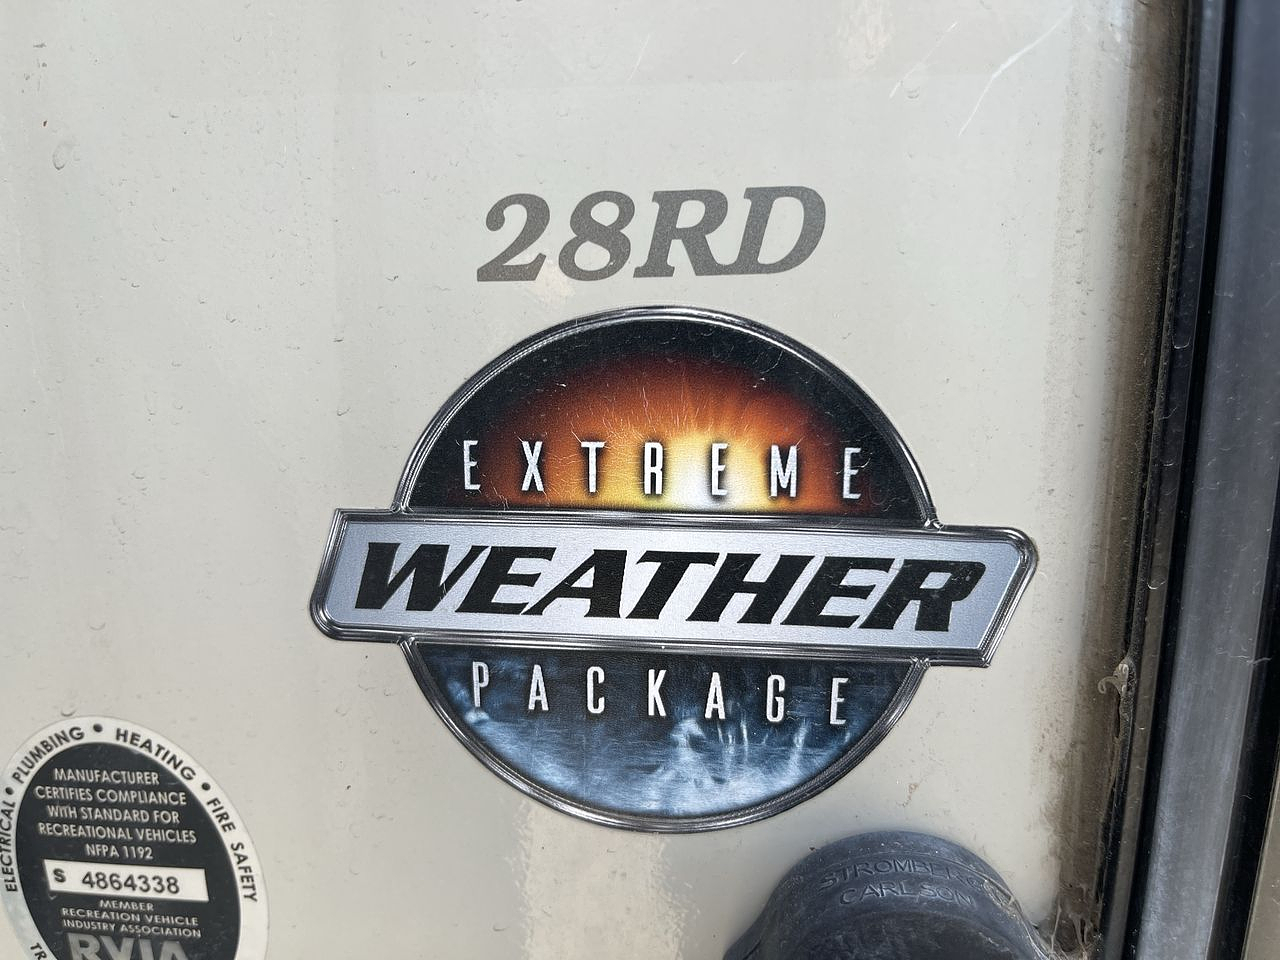 28RD
EXTREME
WEATHER
PACKAGE
ELECTRICAL • PLUMBING • HEATING • FIRE SAFETY
MANUFACTURER
CERTIFIES COMPLIANCE
WITH STANDARD FOR
RECREATIONAL VEHICLES
NFPA 1192
S 4864338
MEMBER
RECREATION VEHICLE
INDUSTRY ASSOCIATION
RVIA
STROMBERG
CARLSON